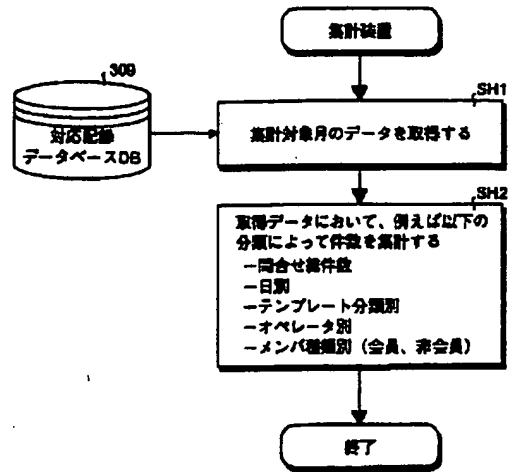 集計装置
309
対応記録
データベースDB
SH1
集計対象月のデータを取得する
SH2
取得データにおいて、例えば以下の
分類によって件数を集計する
－問合せ総件数
－日別
－テンプレート分類別
－オペレータ別
－メンバ種類別（会員、非会員）
終了